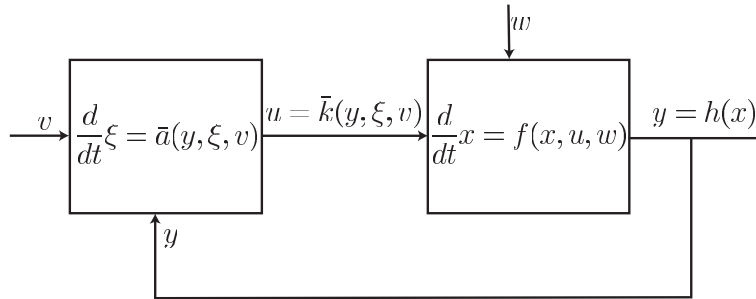 w
v
d/dt ξ = ā(y, ξ, v)
u = k̄(y, ξ, v)
d/dt x = f(x, u, w)
y = h(x)
y